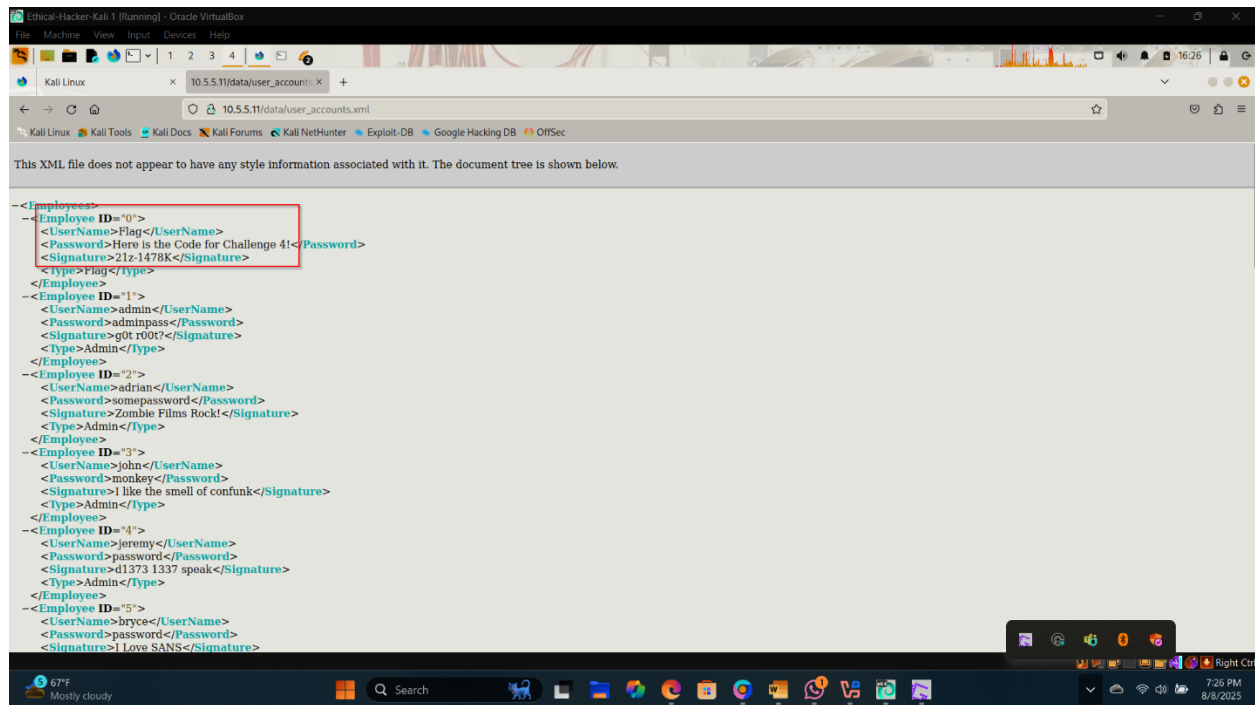 Ethical-Hacker-Kali 1 [Running] - Oracle VirtualBox
File Machine View Input Devices Help
1 2 3 4 16:26
Kali Linux × 10.5.5.11/data/user_accounts × +
10.5.5.11/data/user_accounts.xml
Kali Linux Kali Tools Kali Docs Kali Forums Kali NetHunter Exploit-DB Google Hacking DB OffSec
This XML file does not appear to have any style information associated with it. The document tree is shown below.
−<Employees>
−<Employee ID="0">
<UserName>Flag</UserName>
<Password>Here is the Code for Challenge 4!</Password>
<Signature>21z-1478K</Signature>
<Type>Flag</Type>
</Employee>
−<Employee ID="1">
<UserName>admin</UserName>
<Password>adminpass</Password>
<Signature>g0t r00t?</Signature>
<Type>Admin</Type>
</Employee>
−<Employee ID="2">
<UserName>adrian</UserName>
<Password>somepassword</Password>
<Signature>Zombie Films Rock!</Signature>
<Type>Admin</Type>
</Employee>
−<Employee ID="3">
<UserName>john</UserName>
<Password>monkey</Password>
<Signature>I like the smell of confunk</Signature>
<Type>Admin</Type>
</Employee>
−<Employee ID="4">
<UserName>jeremy</UserName>
<Password>password</Password>
<Signature>d1373 1337 speak</Signature>
<Type>Admin</Type>
</Employee>
−<Employee ID="5">
<UserName>bryce</UserName>
<Password>password</Password>
<Signature>I Love SANS</Signature>
Right Ctrl
67°F
Mostly cloudy
Search
7:26 PM
8/8/2025